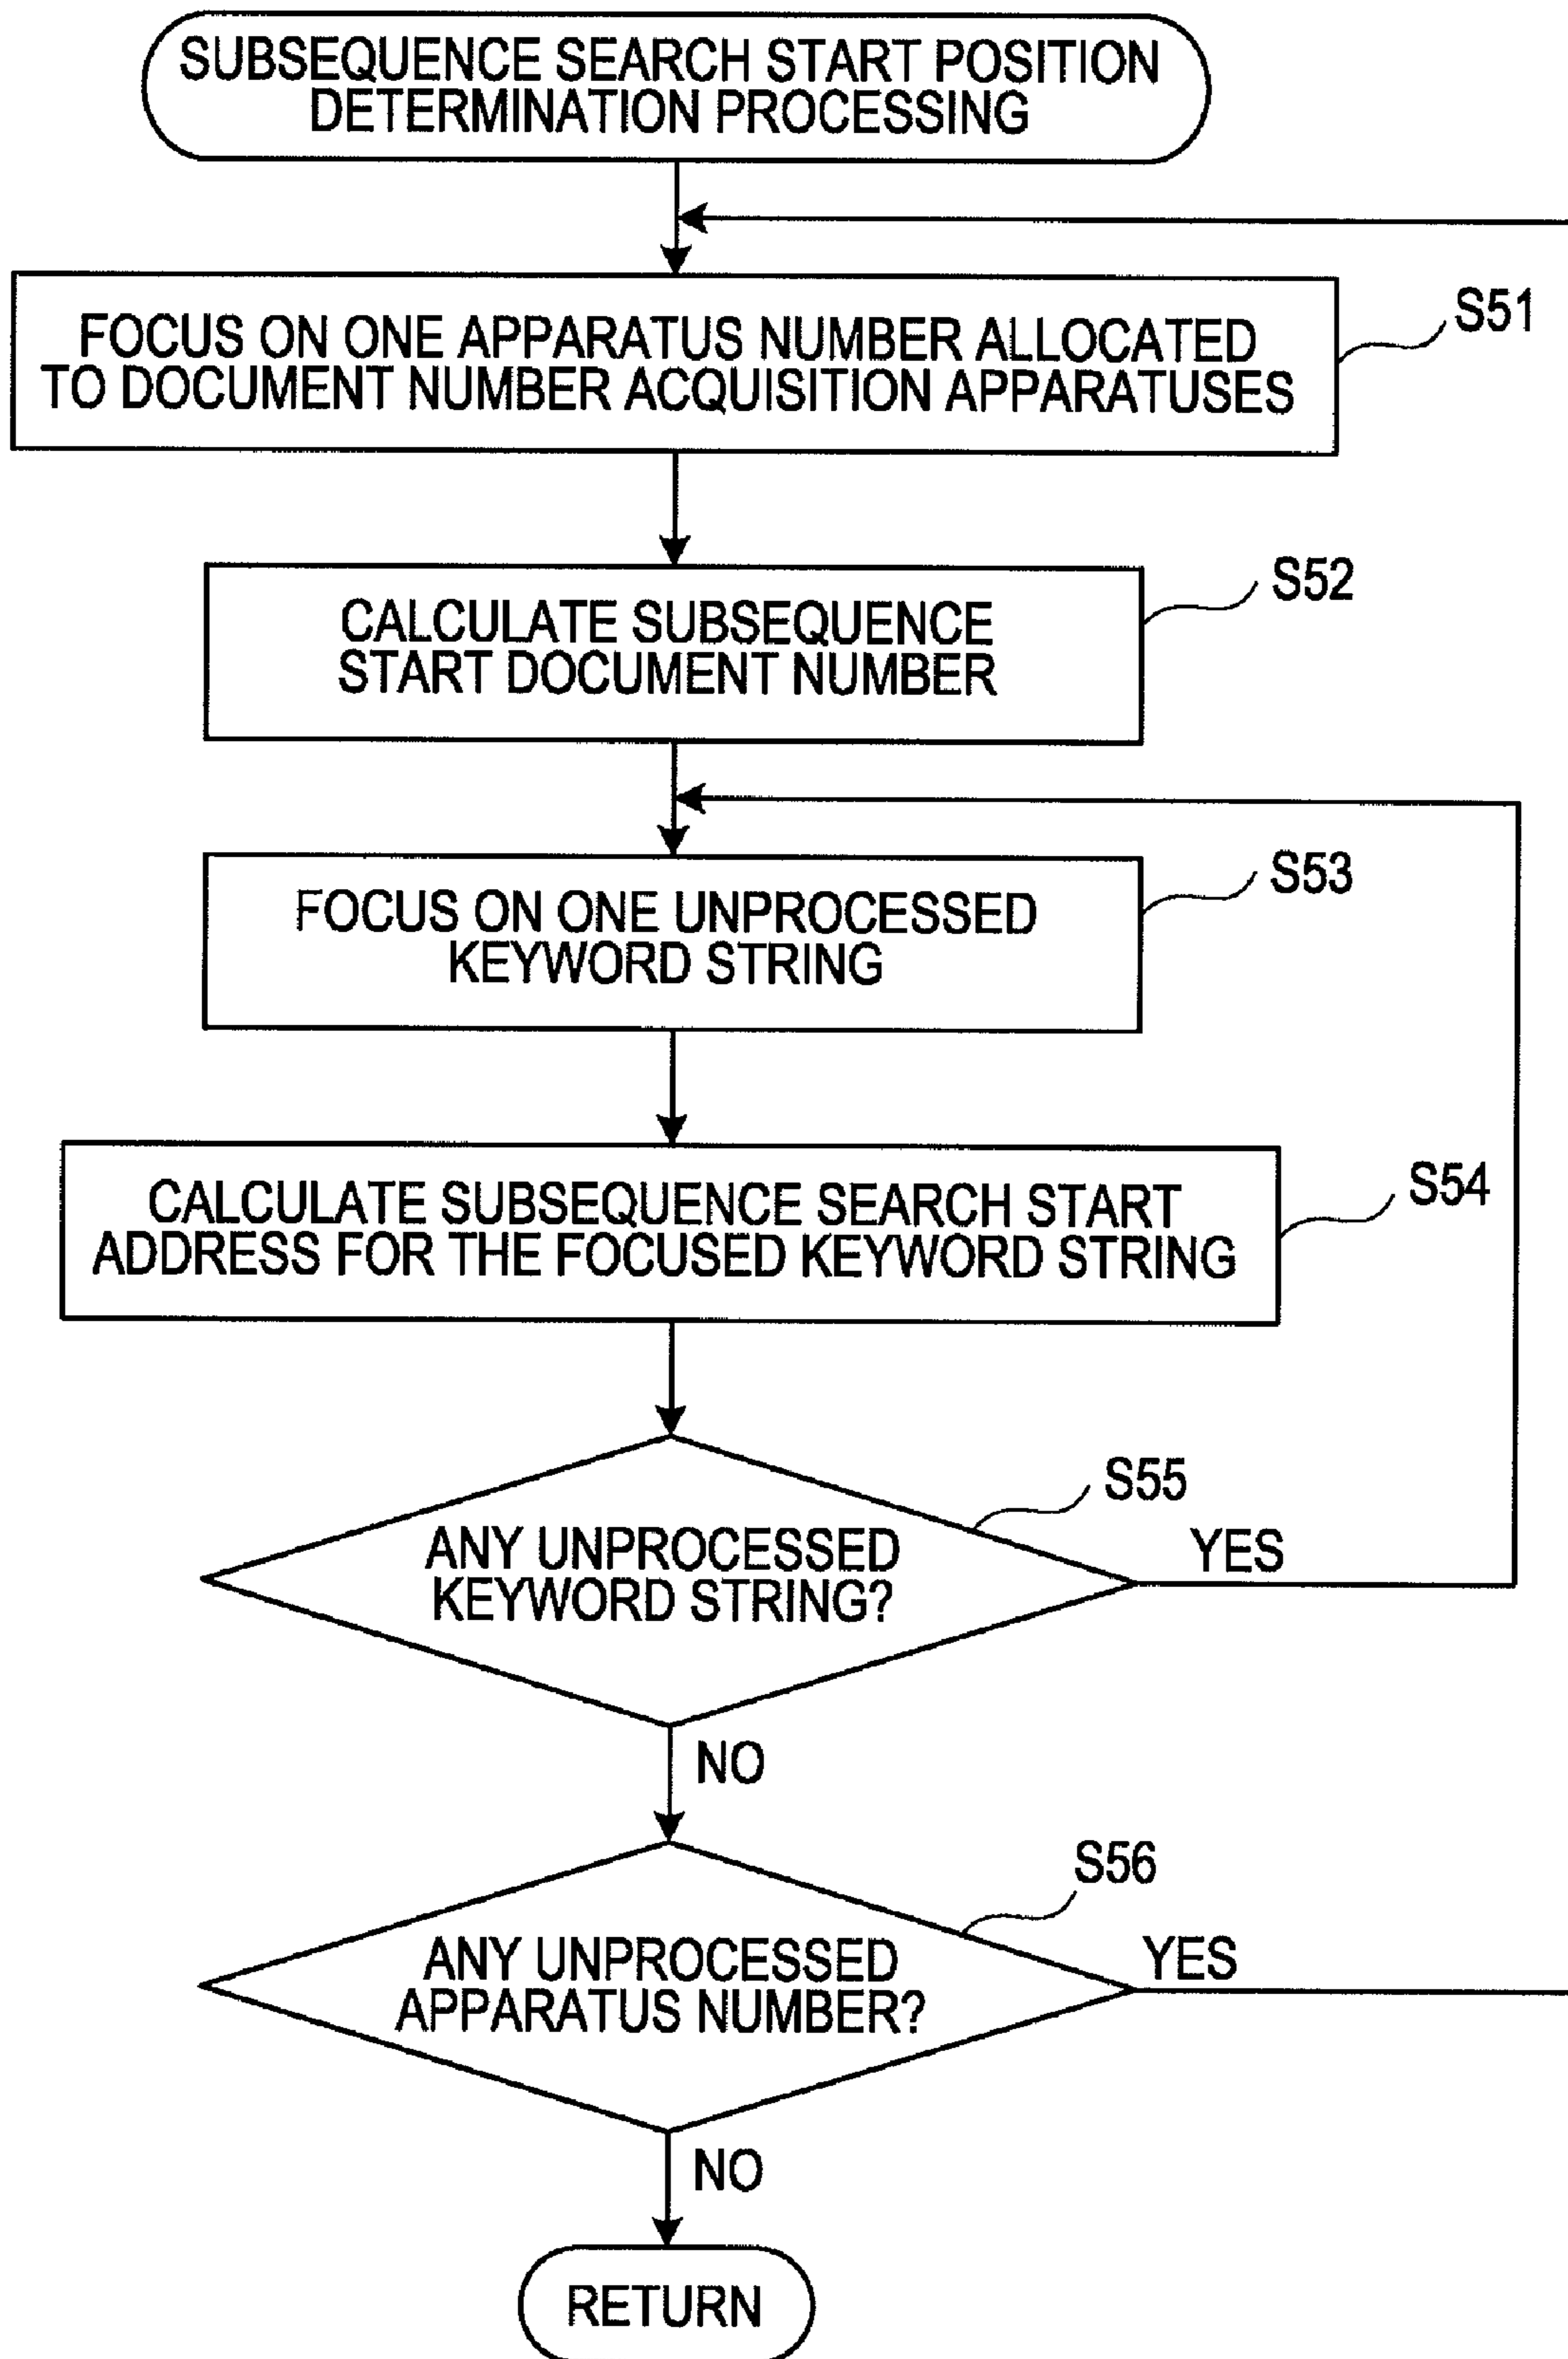 SUBSEQUENCE SEARCH START POSITION
DETERMINATION PROCESSING
FOCUS ON ONE APPARATUS NUMBER ALLOCATED
TO DOCUMENT NUMBER ACQUISITION APPARATUSES
S51
CALCULATE SUBSEQUENCE
START DOCUMENT NUMBER
S52
FOCUS ON ONE UNPROCESSED
KEYWORD STRING
S53
CALCULATE SUBSEQUENCE SEARCH START
ADDRESS FOR THE FOCUSED KEYWORD STRING
S54
ANY UNPROCESSED
KEYWORD STRING?
S55
YES
NO
ANY UNPROCESSED
APPARATUS NUMBER?
S56
YES
NO
RETURN